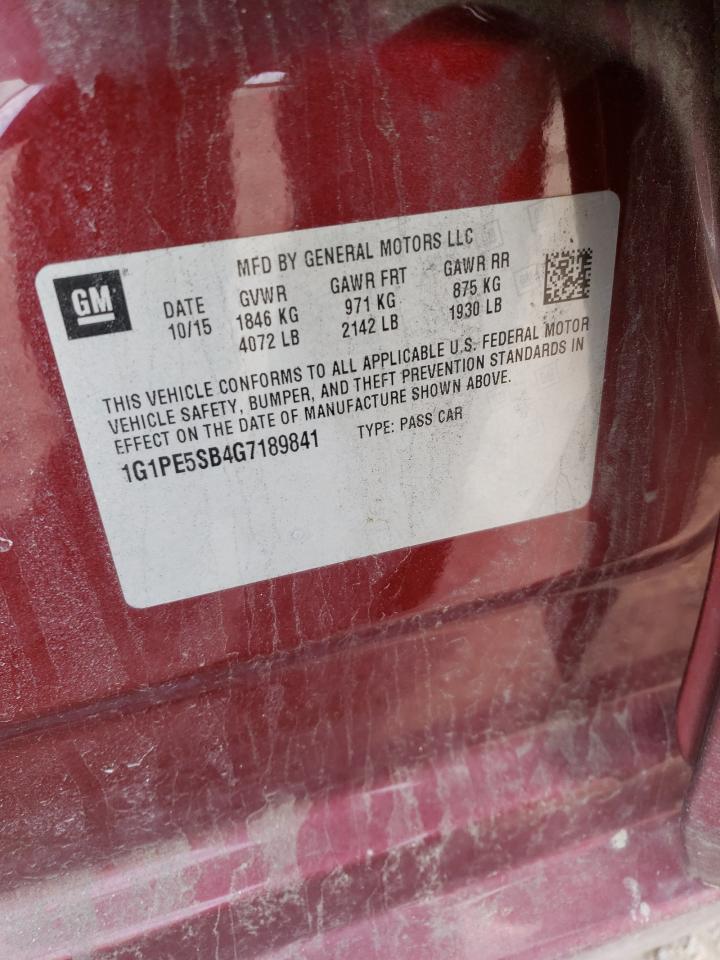 MFD BY GENERAL MOTORS LLC
GM
DATE GVWR GAWR FRT GAWR RR
10/15 1846 KG 971 KG 875 KG
4072 LB 2142 LB 1930 LB
THIS VEHICLE CONFORMS TO ALL APPLICABLE U.S. FEDERAL MOTOR
VEHICLE SAFETY, BUMPER, AND THEFT PREVENTION STANDARDS IN
EFFECT ON THE DATE OF MANUFACTURE SHOWN ABOVE.
1G1PE5SB4G7189841 TYPE: PASS CAR